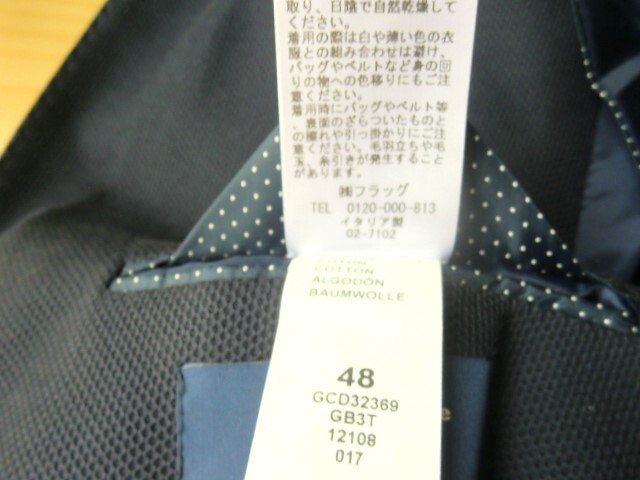 取り、日陰で自然乾燥して
ください。
着用の際は白や薄い色の衣
服との組み合わせは避け、
バッグやベルトなど身の回
りの物への色移りにもご注
意ください。
着用時にバッグやベルト等
、表面のざらついたものと
の擦れや引っ掛かりにご注
意ください。毛羽立ちや毛
玉、糸引きが発生すること
があります。
㈱フラッグ
TEL 0120-000-813
イタリア製
02-7102
COTTON
ALGODÓN
BAUMWOLLE
48
GCD32369
GB3T
12108
017